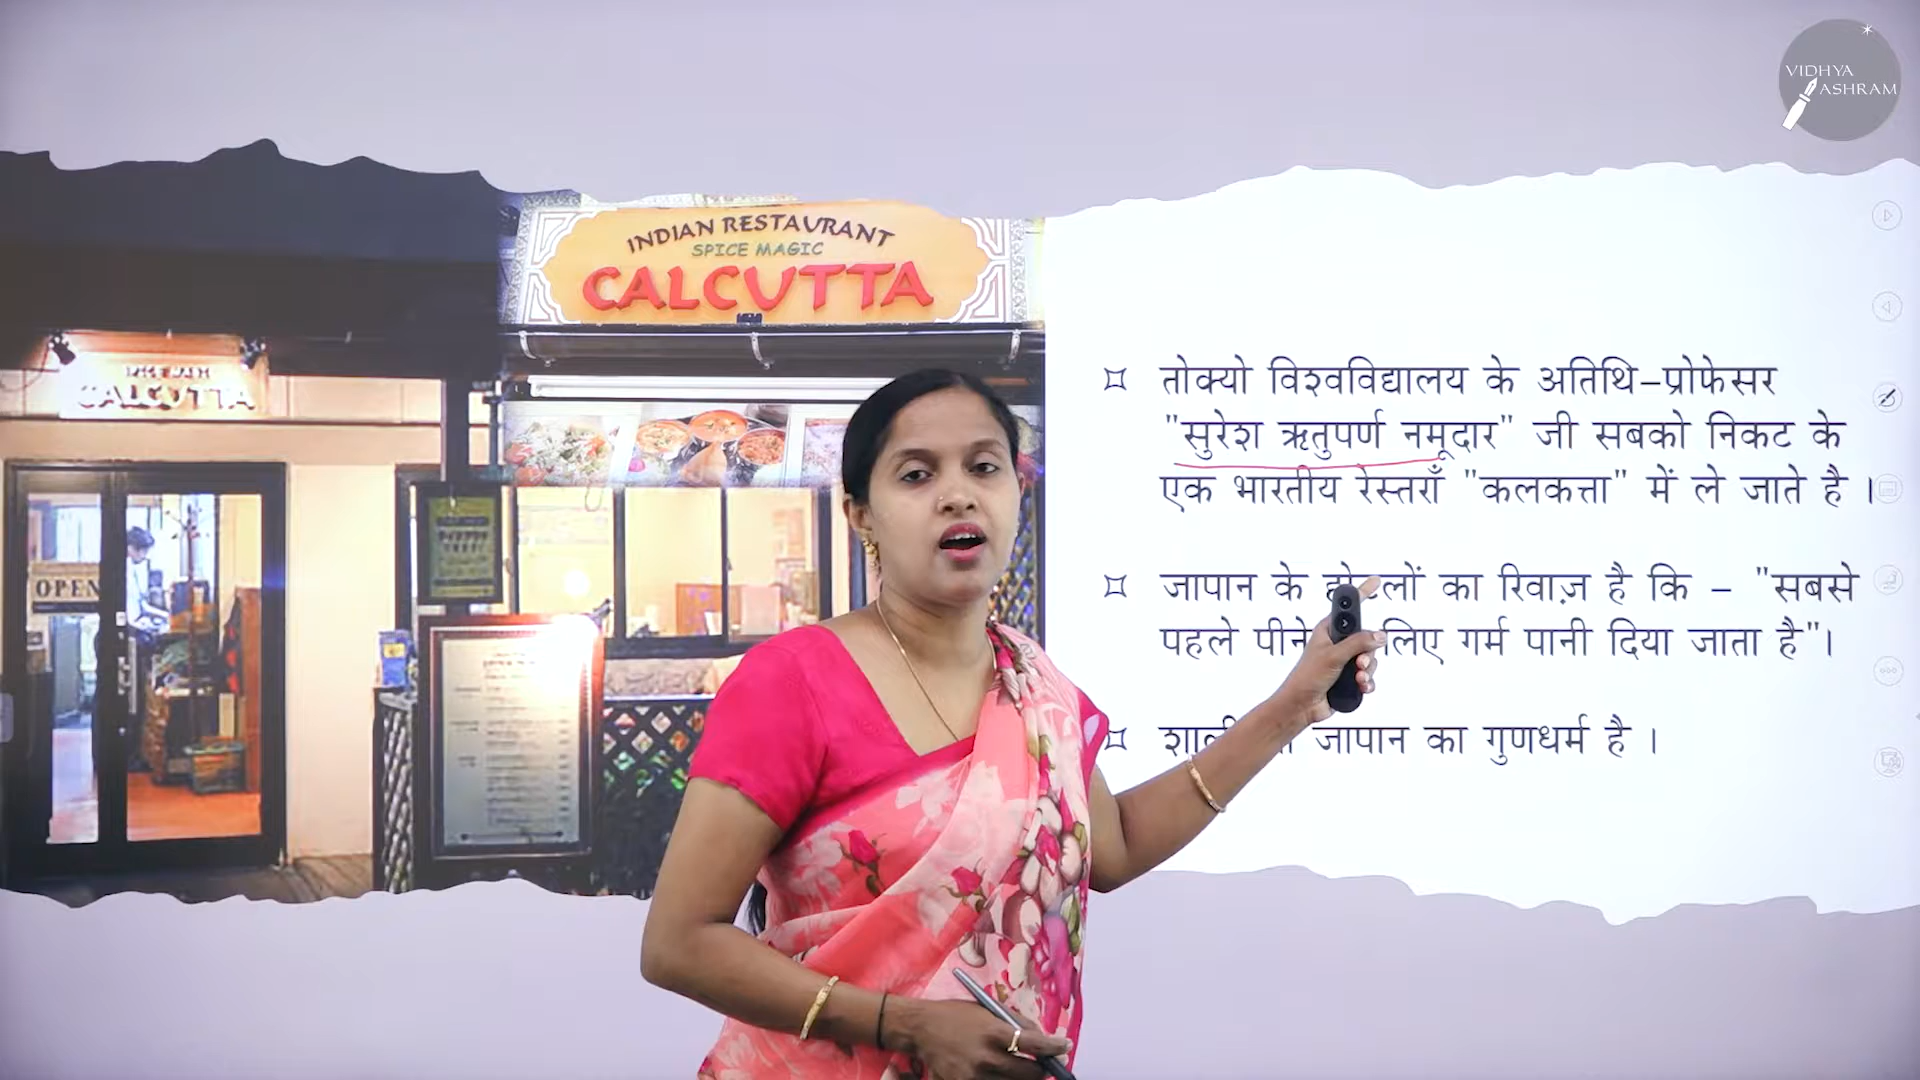 VIDHYA
ASHRAM
INDIAN RESTAURANT
SPICE MAGIC
CALCUTTA
CALCUTTA
OPEN
तोक्यो विश्वविद्यालय के अतिथि-प्रोफेसर
"सुरेश ऋतुपर्ण नमूदार" जी सबको निकट के
एक भारतीय रेस्तराँ "कलकत्ता" में ले जाते है ।
जापान के का रिवाज़ है कि - "सबसे
पहले पीने लिए गर्म पानी दिया जाता है"।
जापान का गुणधर्म है ।